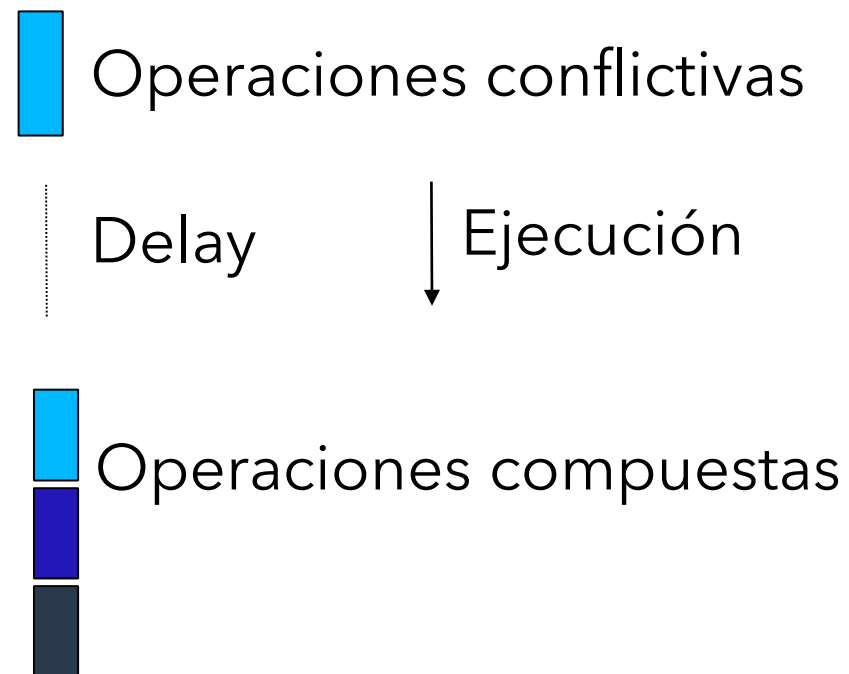 Operaciones conflictivas
Delay
Ejecución
Operaciones compuestas